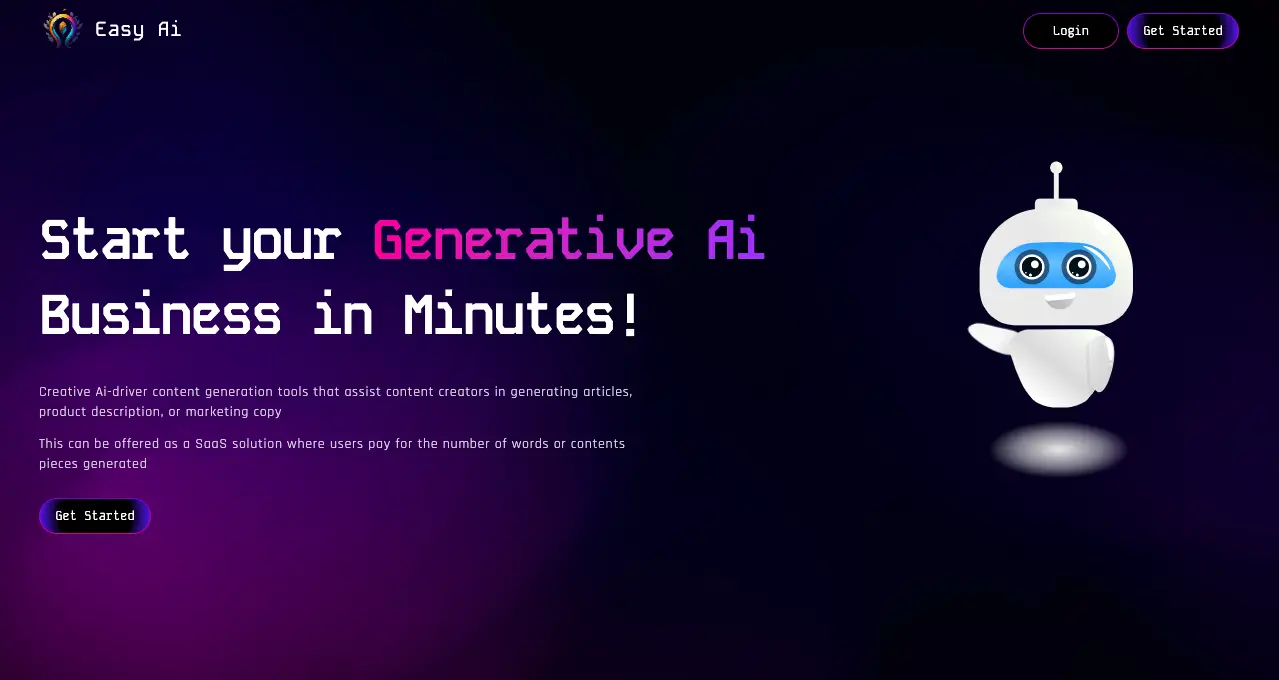 Easy Ai
Login
Get Started
Start your Generative Ai
Business in Minutes!
Creative Ai-driver content generation tools that assist content creators in generating articles,
product description, or marketing copy
This can be offered as a SaaS solution where users pay for the number of words or contents
pieces generated
Get Started